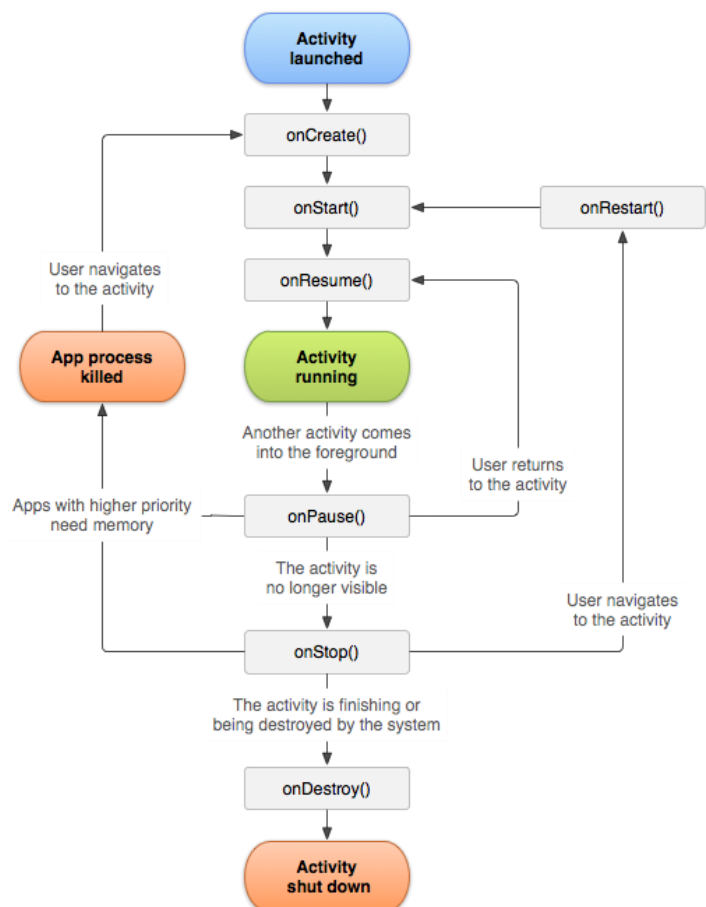 Activity
launched
onCreate()
onStart()
onRestart()
User navigates
to the activity
onResume()
App process
killed
Activity
running
Another activity comes
into the foreground
User returns
to the activity
Apps with higher priority
need memory
onPause()
The activity is
no longer visible
User navigates
to the activity
onStop()
The activity is finishing or
being destroyed by the system
onDestroy()
Activity
shut down